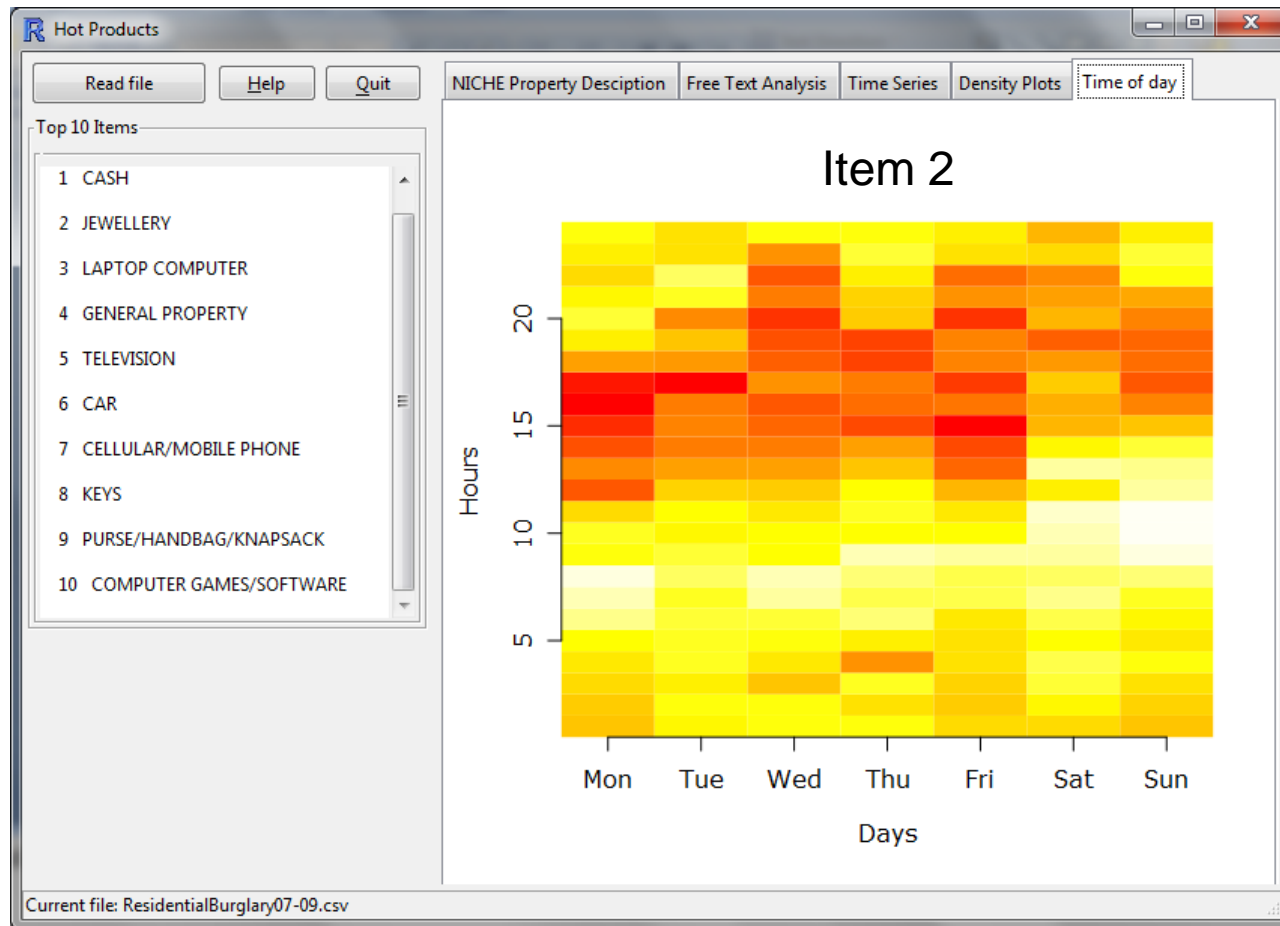 Hot Products
Read file Help Quit
NICHE Property Desciption Free Text Analysis Time Series Density Plots Time of day
Top 10 Items
1 CASH
2 JEWELLERY
3 LAPTOP COMPUTER
4 GENERAL PROPERTY
5 TELEVISION
6 CAR
7 CELLULAR/MOBILE PHONE
8 KEYS
9 PURSE/HANDBAG/KNAPSACK
10 COMPUTER GAMES/SOFTWARE
Item 2
Hours
20
15
10
5
Mon Tue Wed Thu Fri Sat Sun
Days
Current file: ResidentialBurglary07-09.csv